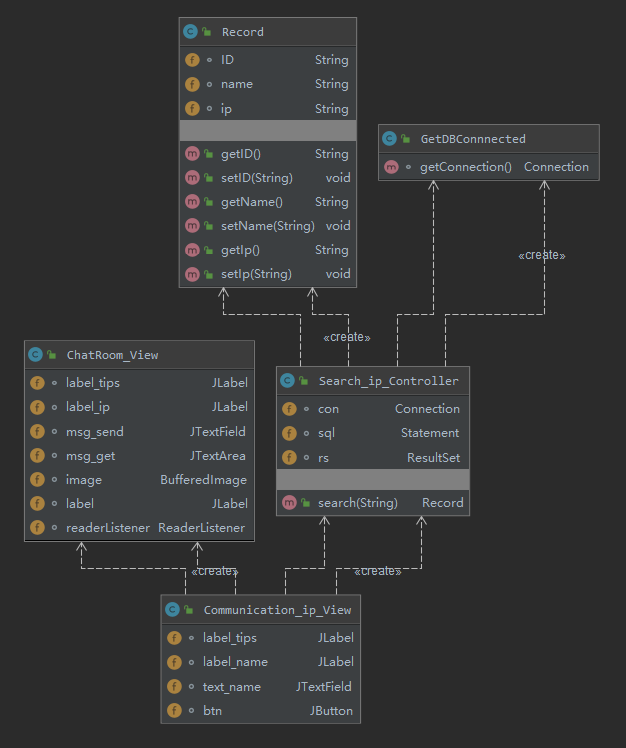 Record
ID String
name String
ip String
getID() String
setID(String) void
getName() String
setName(String) void
getIp() String
setIp(String) void
GetDBConnnected
getConnection() Connection
«create»
«create»
ChatRoom_View
label_tips JLabel
label_ip JLabel
msg_send JTextField
msg_get JTextArea
image BufferedImage
label JLabel
readerListener ReaderListener
Search_ip_Controller
con Connection
sql Statement
rs ResultSet
search(String) Record
«create»
«create»
Communication_ip_View
label_tips JLabel
label_name JLabel
text_name JTextField
btn JButton